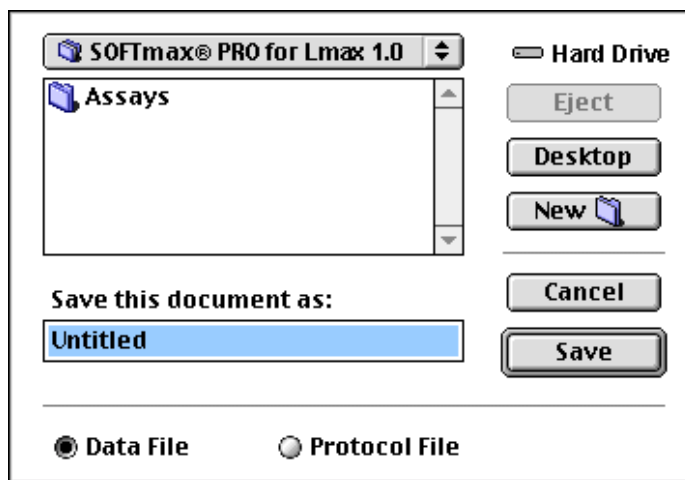 SOFTmax® PRO for Lmax 1.0
Hard Drive
Assays
Eject
Desktop
New
Save this document as:
Untitled
Cancel
Save
Data File
Protocol File